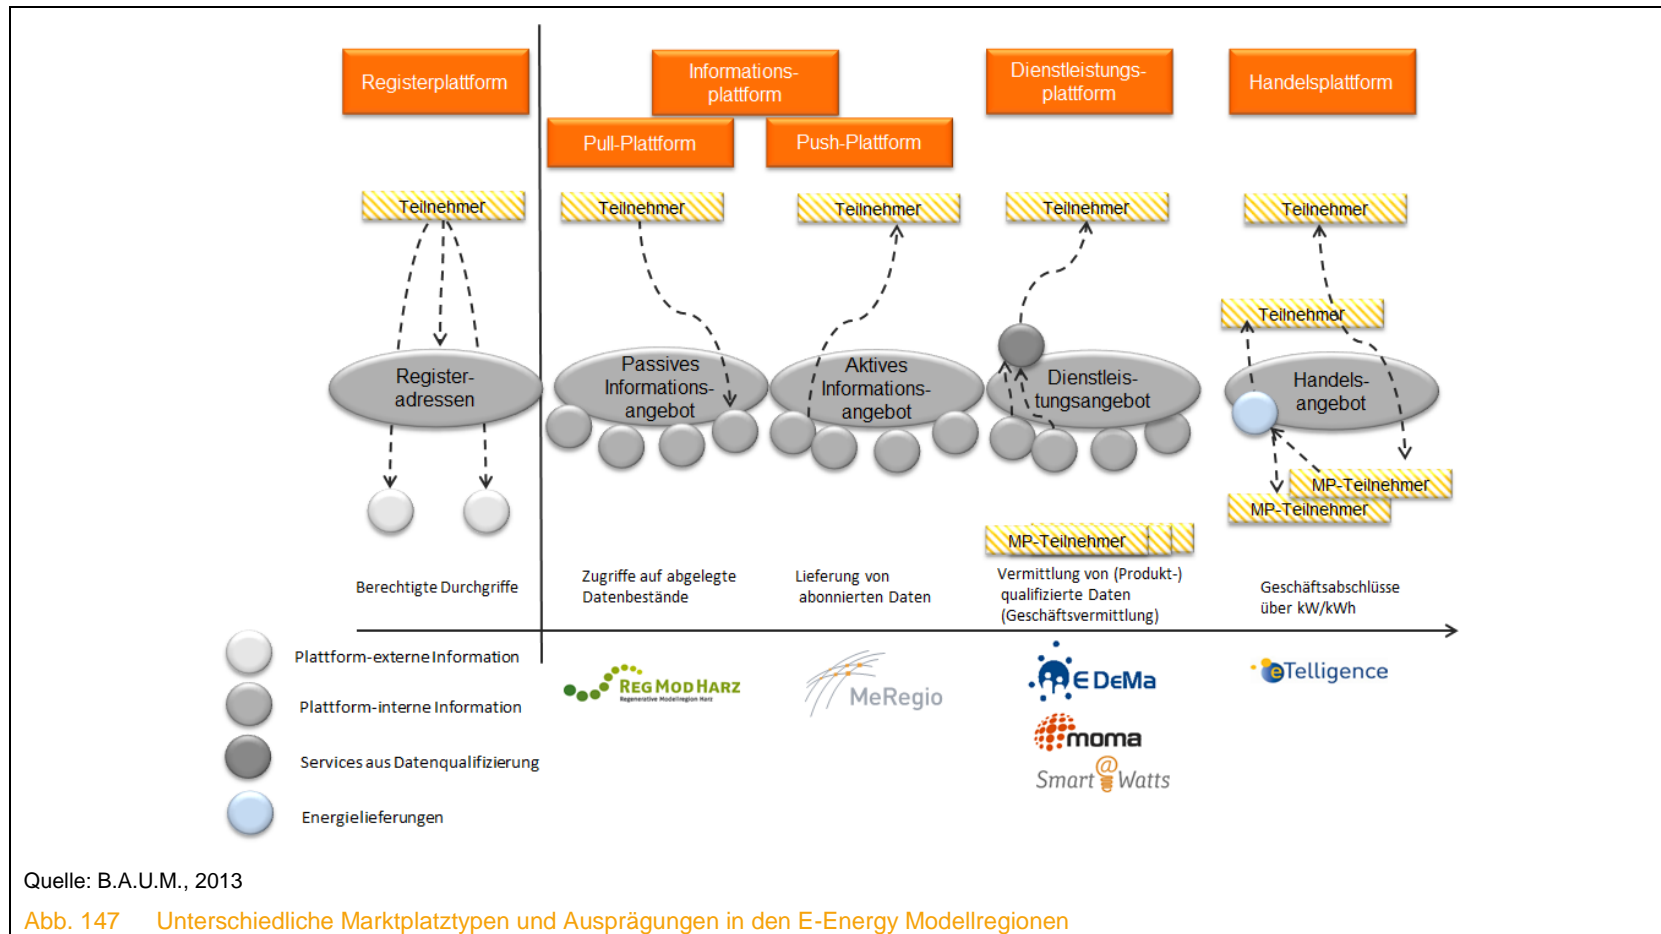 Registerplattform
Informations-
plattform
Dienstleistungs-
plattform
Handelsplattform
Pull-Plattform
Push-Plattform
Teilnehmer
Teilnehmer
Teilnehmer
Teilnehmer
Teilnehmer
Teilnehmer
Register-
adressen
Passives
Informations-
angebot
Aktives
Informations-
angebot
Dienstleis-
tungsangebot
Handels-
angebot
MP-Teilnehmer
MP-Teilnehmer
MP-Teilnehmer
Berechtigte Durchgriffe
Zugriffe auf abgelegte
Datenbestände
Lieferung von
abonnierten Daten
Vermittlung von (Produkt-)
qualifizierte Daten
(Geschäftsvermittlung)
Geschäftsabschlüsse
über kW/kWh
Plattform-externe Information
Plattform-interne Information
Services aus Datenqualifizierung
Energielieferungen
REGMODHARZ
Regenerative Modellregion Harz
MeRegio
E DeMa
moma
Smart @ Watts
eTelligence
Quelle: B.A.U.M., 2013
Abb. 147 Unterschiedliche Marktplatztypen und Ausprägungen in den E-Energy Modellregionen